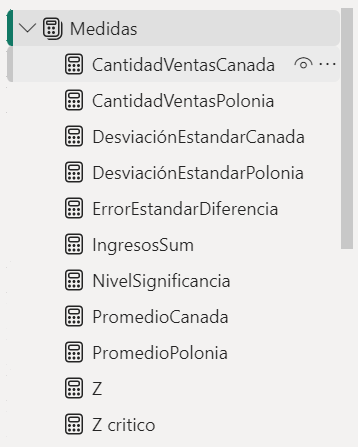 Medidas
CantidadVentasCanada
CantidadVentasPolonia
DesviaciónEstandarCanada
DesviaciónEstandarPolonia
ErrorEstandarDiferencia
IngresosSum
NivelSignificancia
PromedioCanada
PromedioPolonia
Z
Z critico